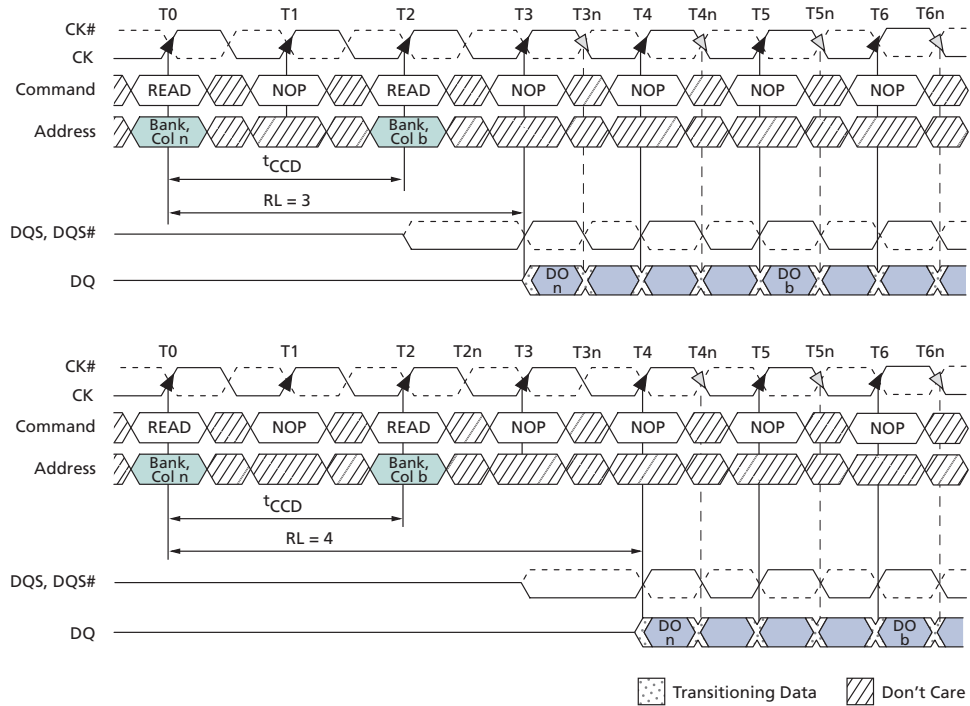 T0 T1 T2 T3 T3n T4 T4n T5 T5n T6 T6n
CK#
CK
Command READ NOP READ NOP NOP NOP NOP
Address Bank, Col n Bank, Col b
tCCD
RL = 3
DQS, DQS#
DQ DO n DO b
T0 T1 T2 T2n T3 T3n T4 T4n T5 T5n T6 T6n
CK#
CK
Command READ NOP READ NOP NOP NOP NOP
Address Bank, Col n Bank, Col b
tCCD
RL = 4
DQS, DQS#
DQ DO n DO b
Transitioning Data Don't Care